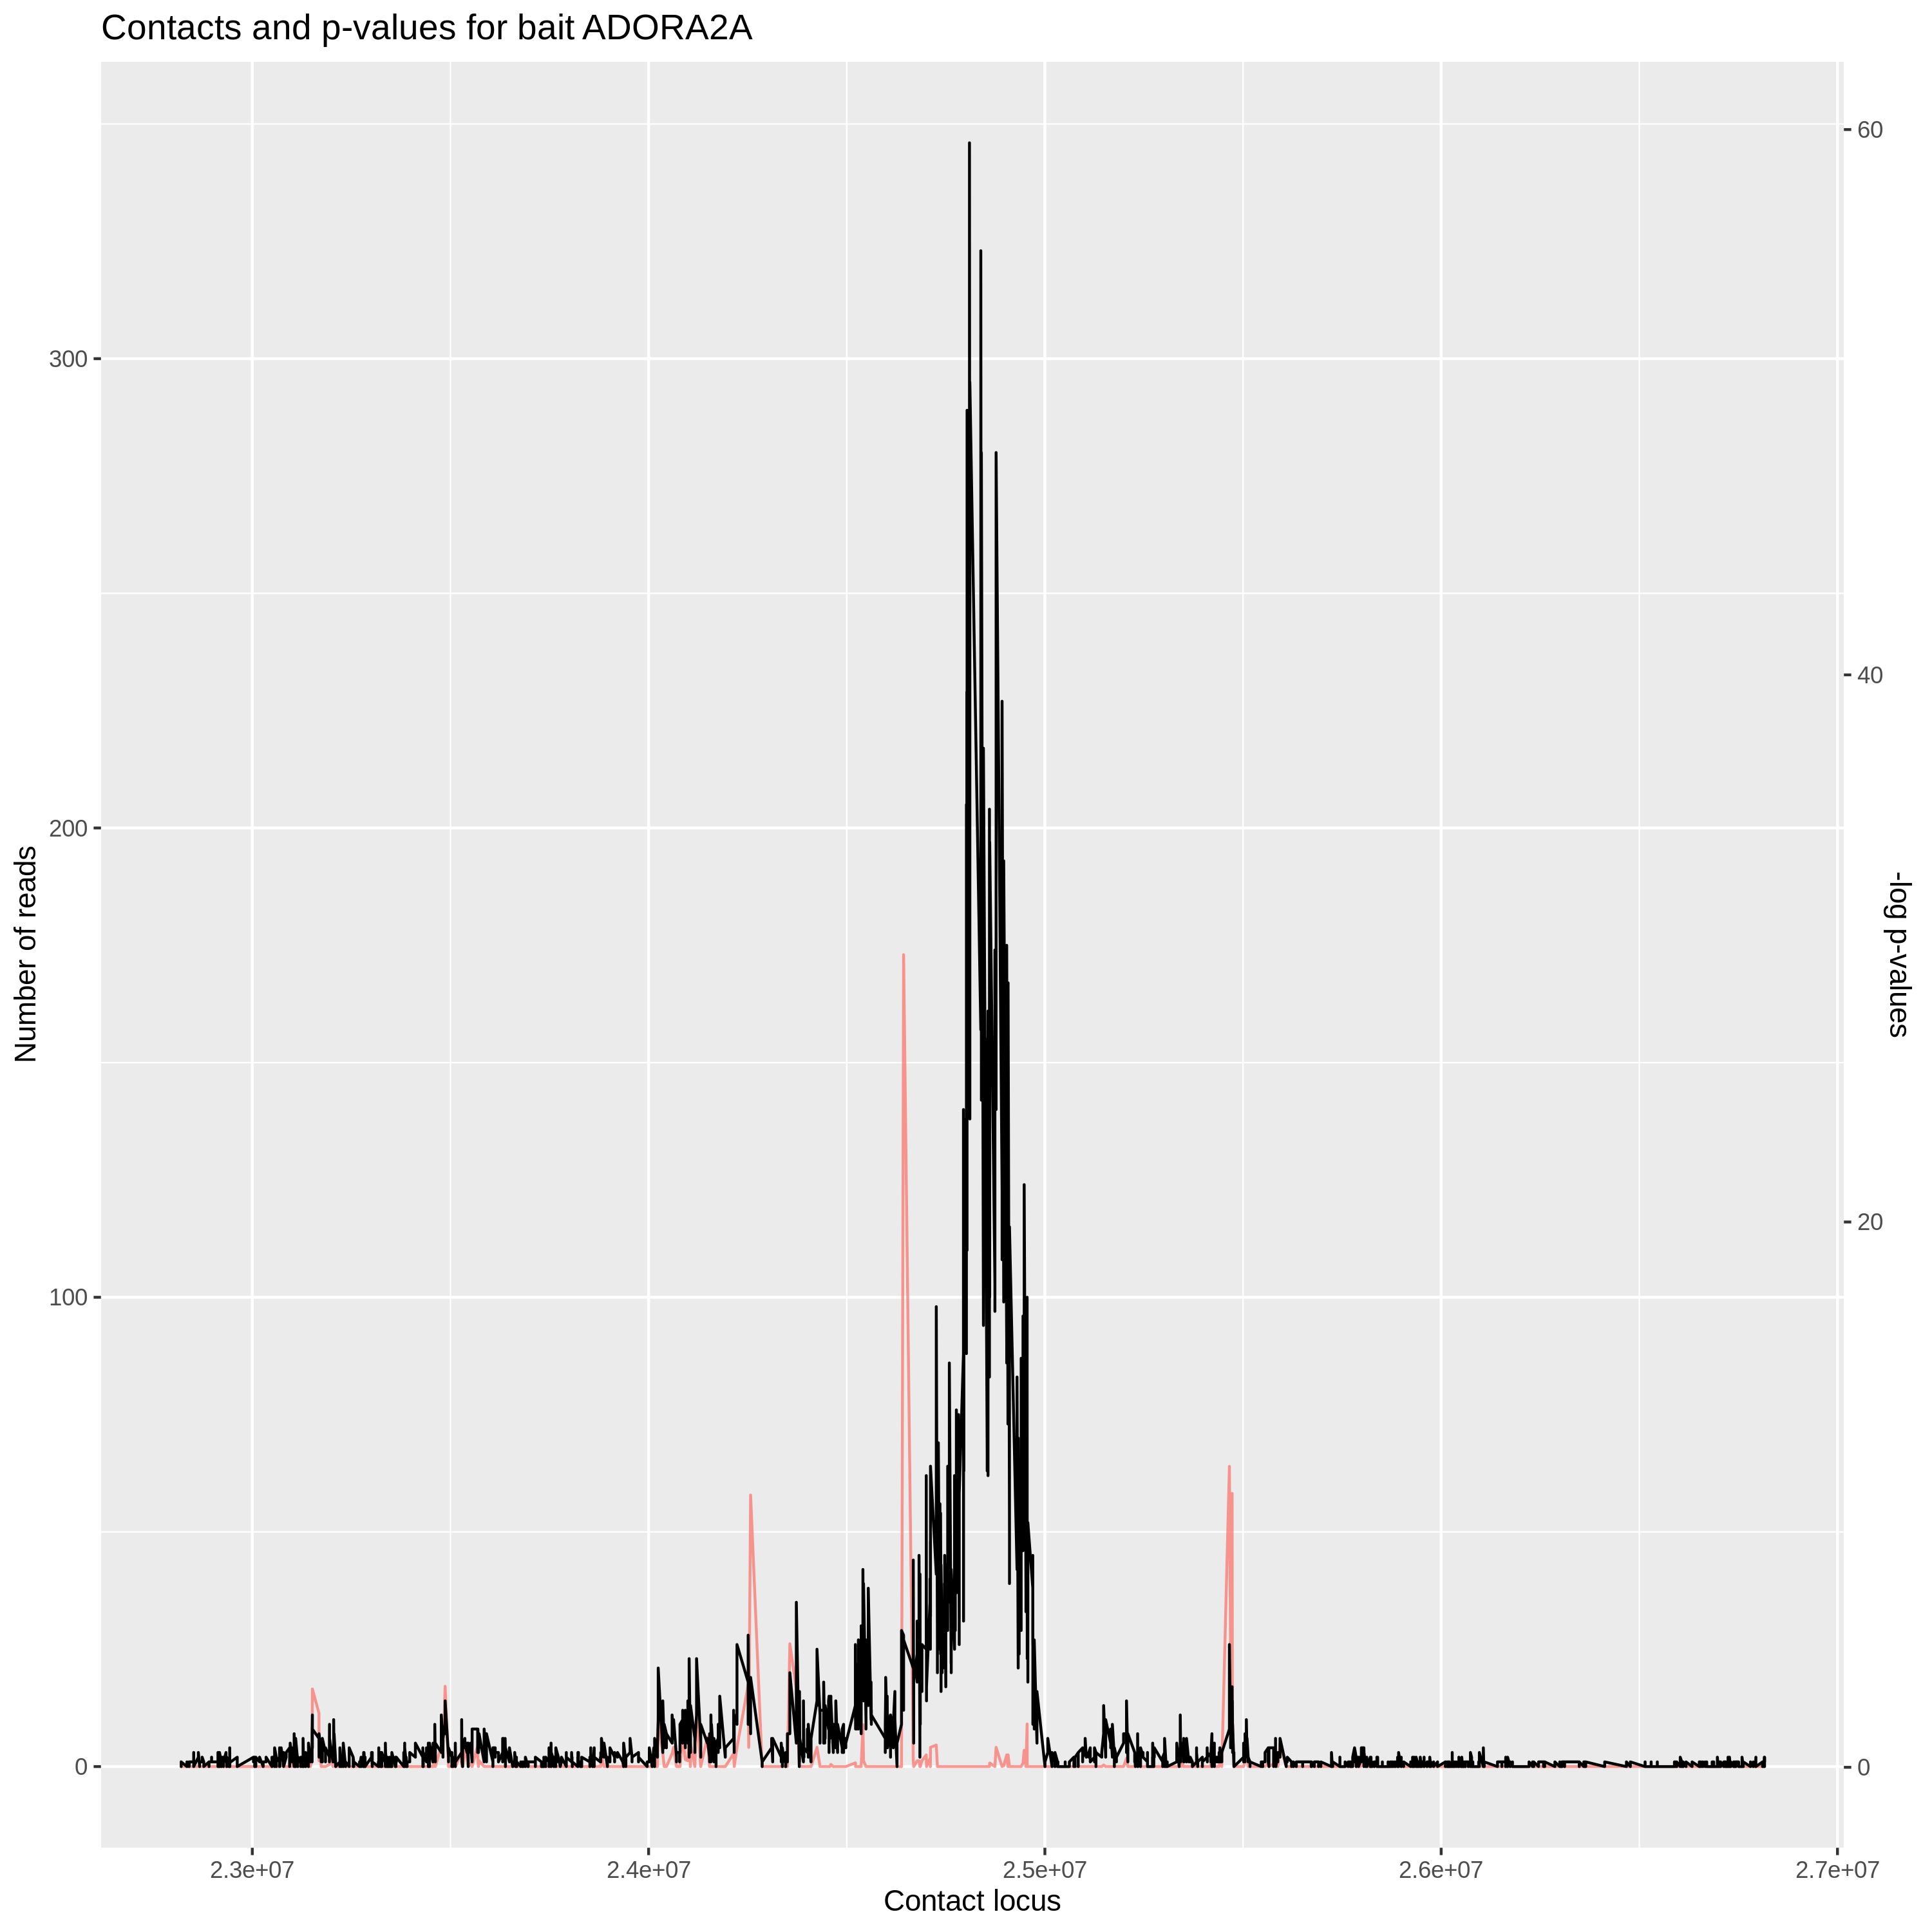 Contacts and p-values for bait ADORA2A
Number of reads
300
200
100
0
60
40
20
0
-log p-values
2.3e+07
2.4e+07
2.5e+07
2.6e+07
2.7e+07
Contact locus